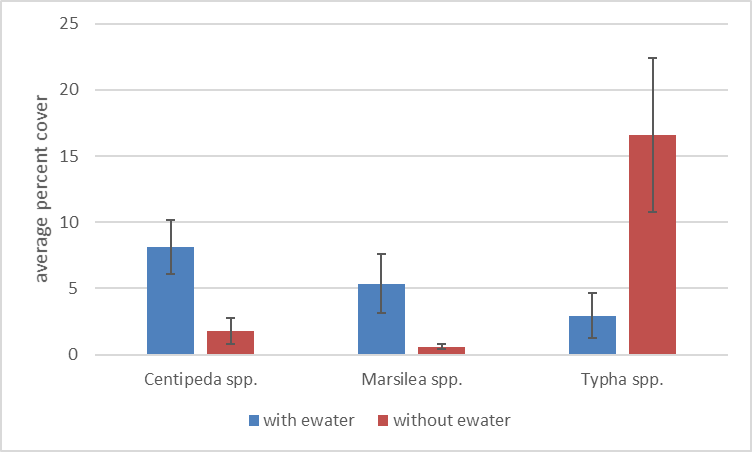 25
20
15
10
5
0
average percent cover
Centipeda spp.
Marsilea spp.
Typha spp.
with ewater
without ewater